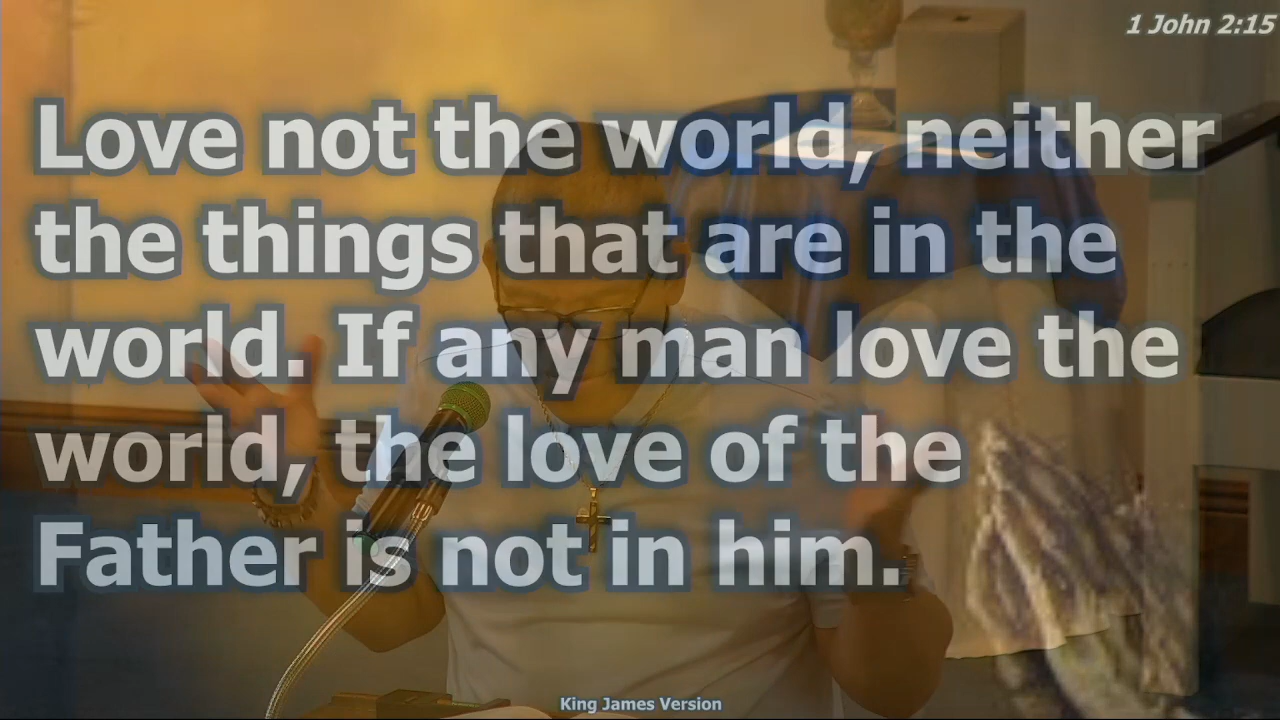 1 John 2:15
Love not the world, neither
the things that are in the
world. If any man love the
world, the love of the
Father is not in him.
King James Version